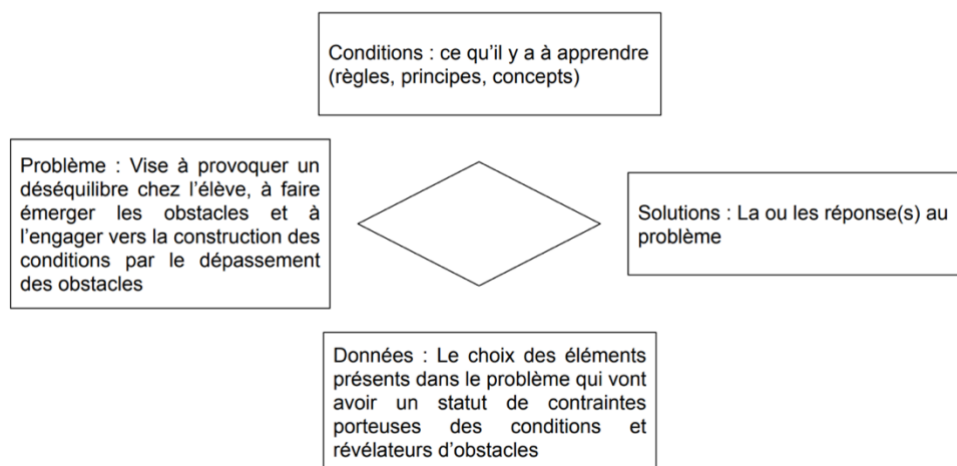 Conditions : ce qu’il y a à apprendre
(règles, principes, concepts)
Problème : Vise à provoquer un
déséquilibre chez l’élève, à faire
émerger les obstacles et à
l’engager vers la construction des
conditions par le dépassement
des obstacles
Solutions : La ou les réponse(s) au
problème
Données : Le choix des éléments
présents dans le problème qui vont
avoir un statut de contraintes
porteuses des conditions et
révélateurs d’obstacles